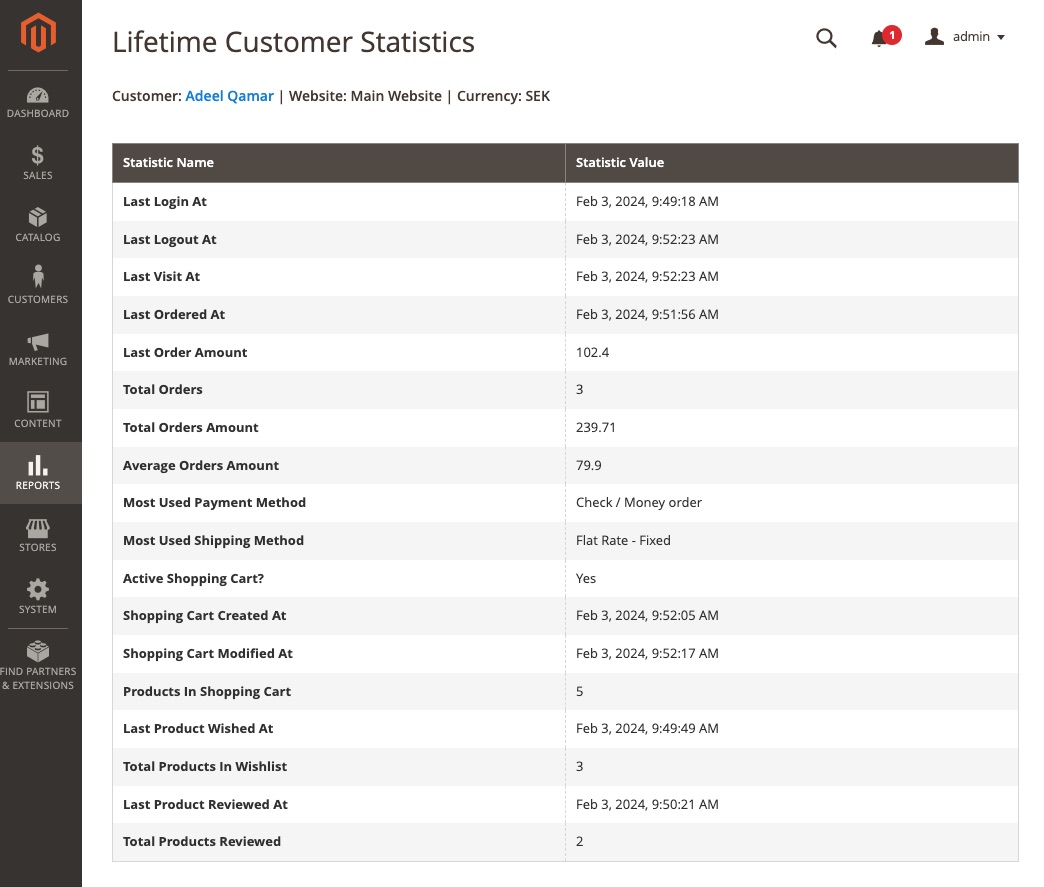 Lifetime Customer Statistics
1
admin
Customer: Adeel Qamar | Website: Main Website | Currency: SEK
DASHBOARD
SALES
CATALOG
CUSTOMERS
MARKETING
CONTENT
REPORTS
STORES
SYSTEM
FIND PARTNERS
& EXTENSIONS
Statistic Name Statistic Value
Last Login At Feb 3, 2024, 9:49:18 AM
Last Logout At Feb 3, 2024, 9:52:23 AM
Last Visit At Feb 3, 2024, 9:52:23 AM
Last Ordered At Feb 3, 2024, 9:51:56 AM
Last Order Amount 102.4
Total Orders 3
Total Orders Amount 239.71
Average Orders Amount 79.9
Most Used Payment Method Check / Money order
Most Used Shipping Method Flat Rate - Fixed
Active Shopping Cart? Yes
Shopping Cart Created At Feb 3, 2024, 9:52:05 AM
Shopping Cart Modified At Feb 3, 2024, 9:52:17 AM
Products In Shopping Cart 5
Last Product Wished At Feb 3, 2024, 9:49:49 AM
Total Products In Wishlist 3
Last Product Reviewed At Feb 3, 2024, 9:50:21 AM
Total Products Reviewed 2